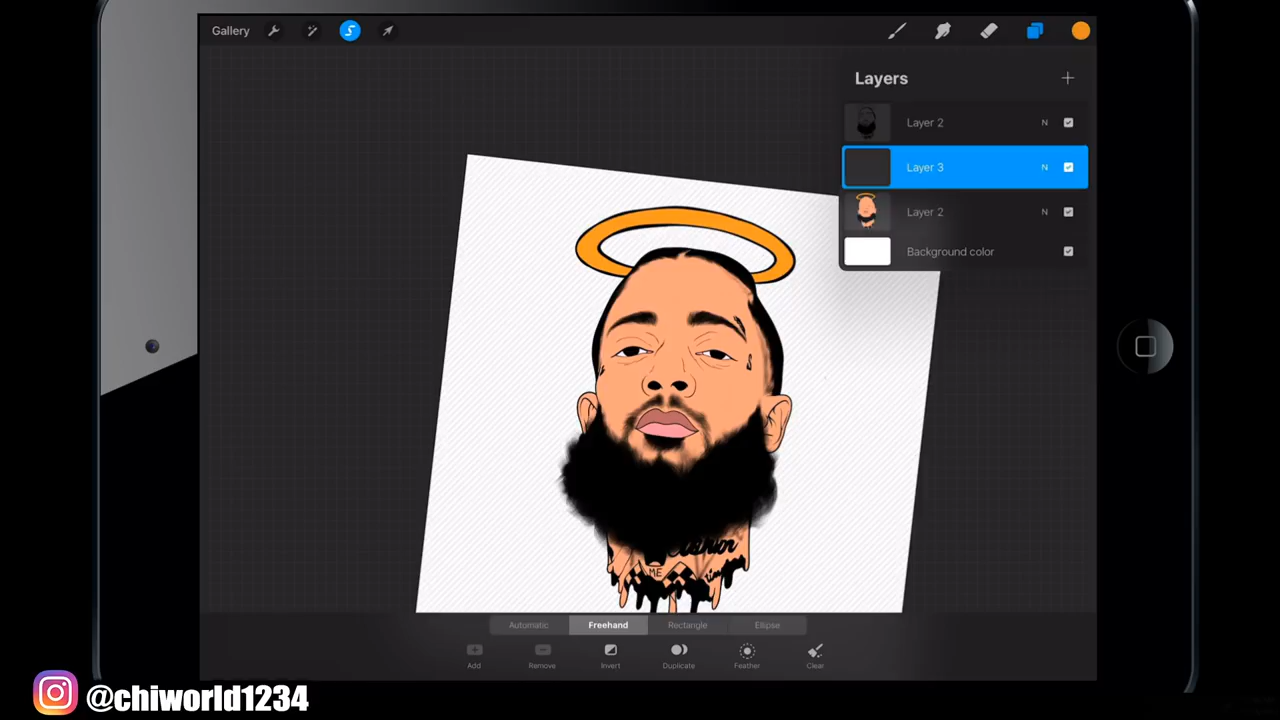 Gallery
Layers
Layer 2
N
Layer 3
N
Layer 2
N
Background color
ME
Automatic
Freehand
Rectangle
Ellipse
Add
Remove
Invert
Duplicate
Feather
Clear
@chiworld1234